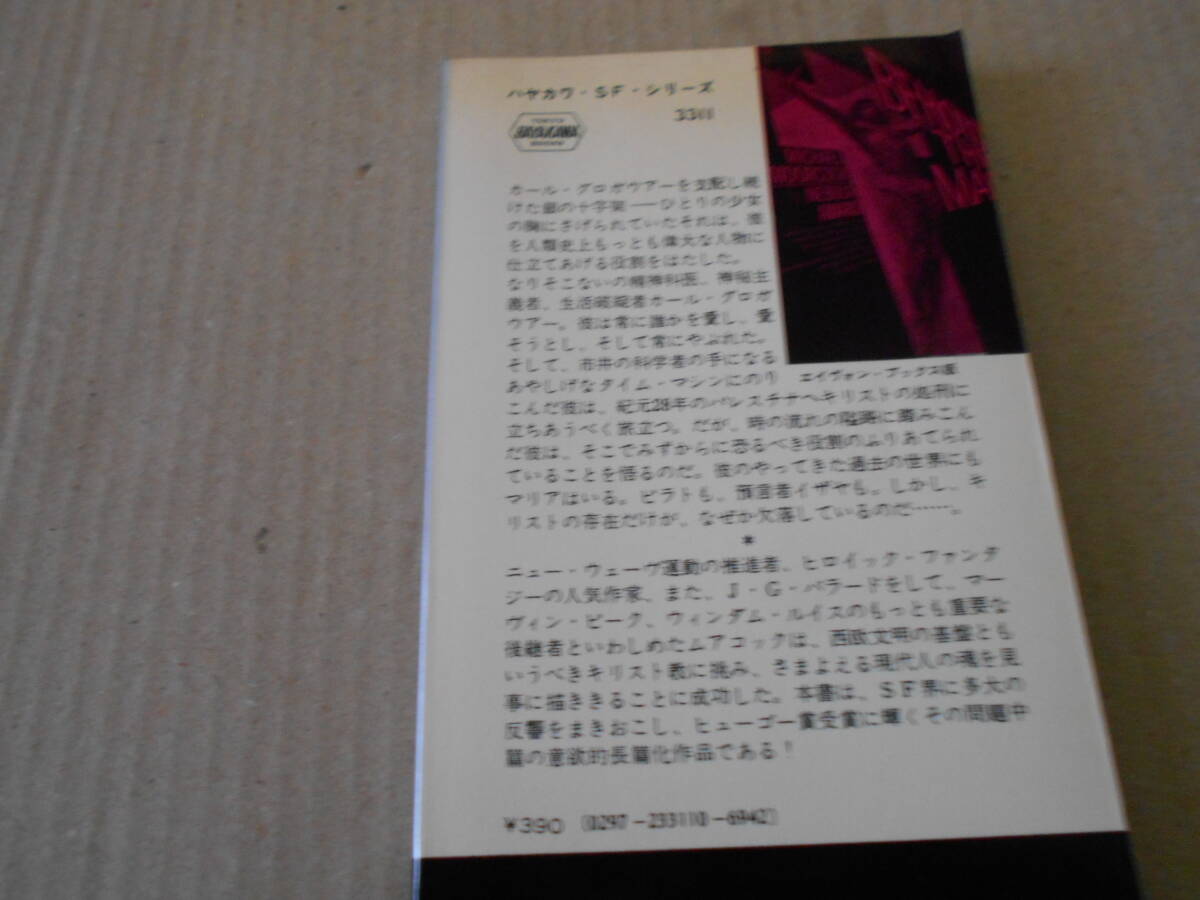 ハヤカワ・SF・シリーズ
3311
TOKYO
HAYAKAWA
BOOKS
カール・グロガウアーを支配し続
けた銀の十字架――ひとりの少女
の胸にさげられていたそれは、彼
を人類史上もっとも偉大な人物に
仕立てあげる役割をはたした。
なりそこないの精神科医、神秘主
義者、生活破綻者カール・グロガ
ウアー。彼は常に誰かを愛し、愛
そうとし、そして常にやぶれた。
そして、市井の科学者の手になる
あやしげなタイム・マシンにのり
エイヴォン・ブックス版
こんだ彼は、紀元28年のパレスチナへキリストの処刑に
立ちあうべく旅立つ。だが、時の流れの隘路に踏みこん
だ彼は、そこでみずからに恐るべき役割のふりあてられ
ていることを悟るのだ。彼のやってきた過去の世界にも
マリアはいる。ピラトも、預言者イザヤも。しかし、キ
リストの存在だけが、なぜか欠落しているのだ……。
*
ニュー・ウェーヴ運動の推進者、ヒロイック・ファンタ
ジーの人気作家、また、J・G・バラードをして、マー
ヴィン・ピーク、ウィンダム・ルイスのもっとも重要な
後継者といわしめたムアコックは、西欧文明の基盤とも
いうべきキリスト教に挑み、さまよえる現代人の魂を見
事に描ききることに成功した。本書は、SF界に多大の
反響をまきおこし、ヒューゴー賞受賞に輝くその問題中
篇の意欲的長篇化作品である!
¥390 (0297-233110-6942)